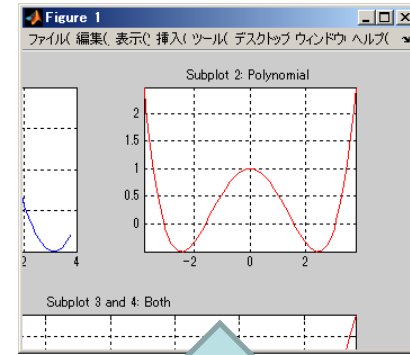 Figure 1
ファイル( 編集(, 表示(, 挿入( ツール( デスクトップ ウィンドウ ヘルプ(
Subplot 2: Polynomial
2
1.5
1
0.5
0
2 4 -2 0 2
Subplot 3 and 4: Both